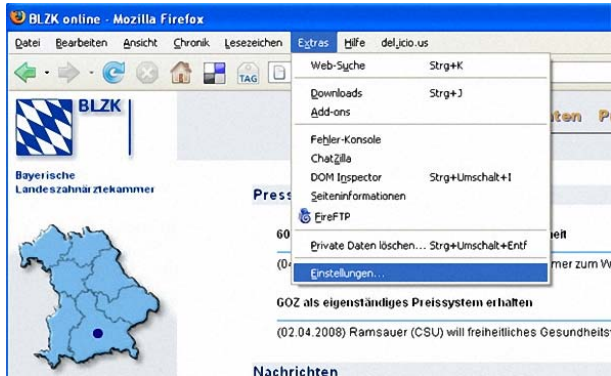 BLZK online - Mozilla Firefox
Datei Bearbeiten Ansicht Chronik Lesezeichen Extras Hilfe del.icio.us
TAG
Web-Suche Strg+K
Downloads Strg+J
Add-ons
Fehler-Konsole
ChatZilla
DOM Inspector Strg+Umschalt+I
Seiteninformationen
FireFTP
Private Daten löschen... Strg+Umschalt+Entf
Einstellungen...
BLZK
Bayerische
Landeszahnärztekammer
ten P
Press
GO heit
(04 mer zum W
GOZ als eigenständiges Preissystem erhalten
(02.04.2008) Ramsauer (CSU) will freiheitliches Gesundheits
Nachrichten